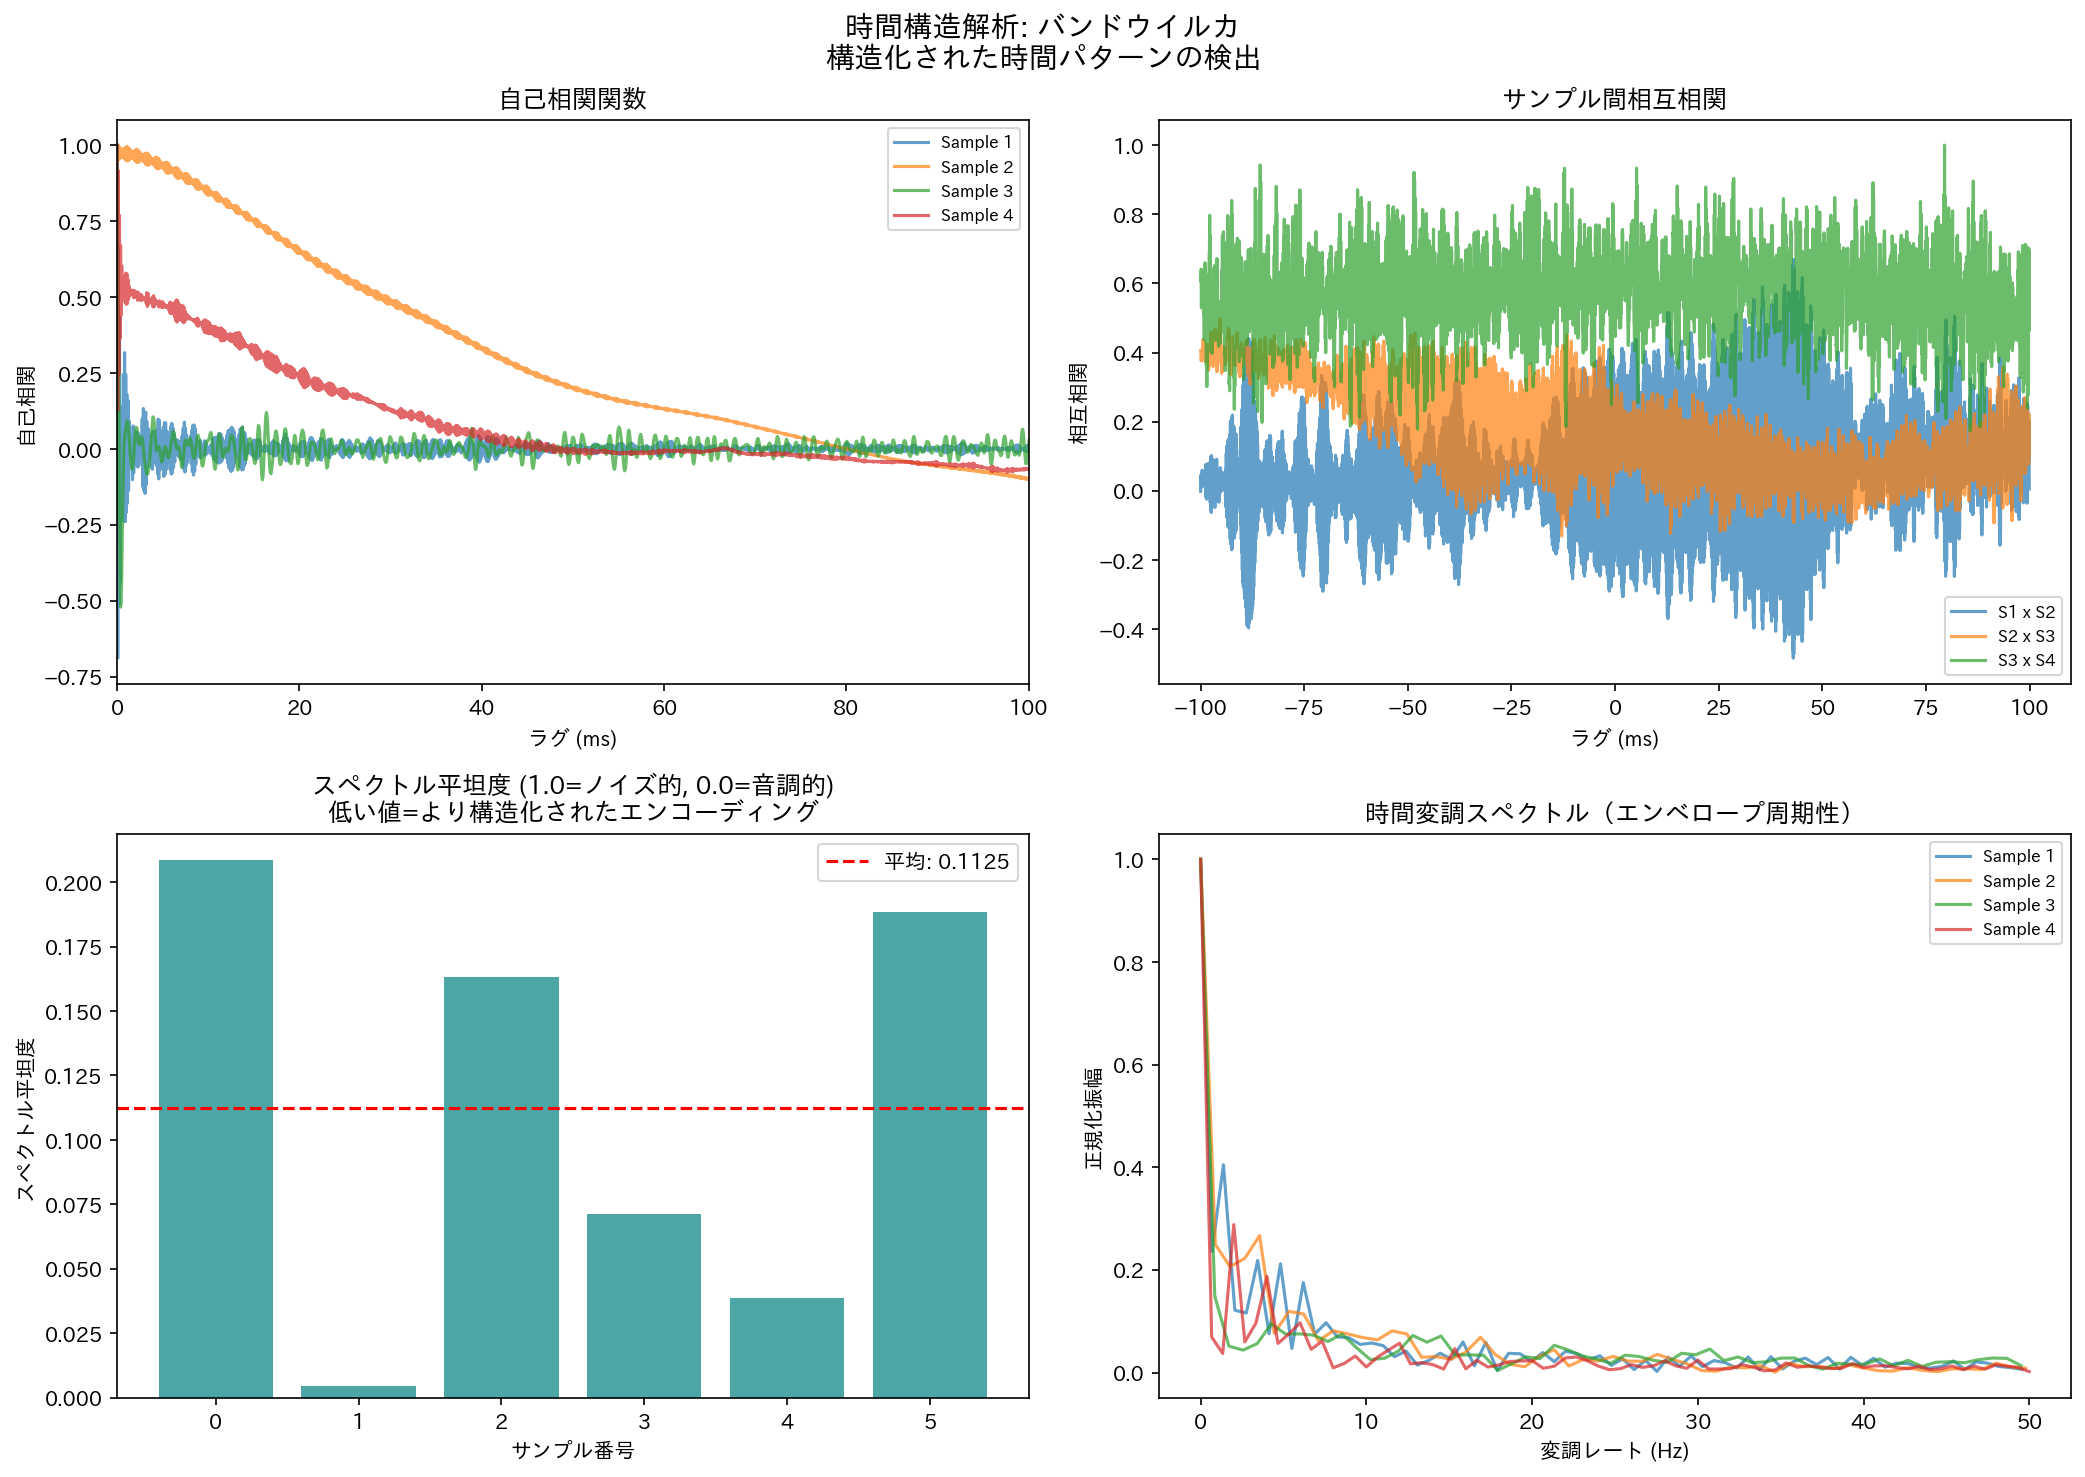 時間構造解析: バンドウイルカ
構造化された時間パターンの検出
自己相関関数
1.00
0.75
0.50
0.25
0.00
−0.25
−0.50
−0.75
自己相関
0 20 40 60 80 100
ラグ (ms)
Sample 1
Sample 2
Sample 3
Sample 4
サンプル間相互相関
1.0
0.8
0.6
0.4
0.2
0.0
−0.2
−0.4
相互相関
−100 −75 −50 −25 0 25 50 75 100
ラグ (ms)
S1 x S2
S2 x S3
S3 x S4
スペクトル平坦度 (1.0=ノイズ的, 0.0=音調的)
低い値=より構造化されたエンコーディング
0.200
0.175
0.150
0.125
0.100
0.075
0.050
0.025
0.000
スペクトル平坦度
0 1 2 3 4 5
サンプル番号
平均: 0.1125
時間変調スペクトル（エンベロープ周期性）
1.0
0.8
0.6
0.4
0.2
0.0
正規化振幅
0 10 20 30 40 50
変調レート (Hz)
Sample 1
Sample 2
Sample 3
Sample 4